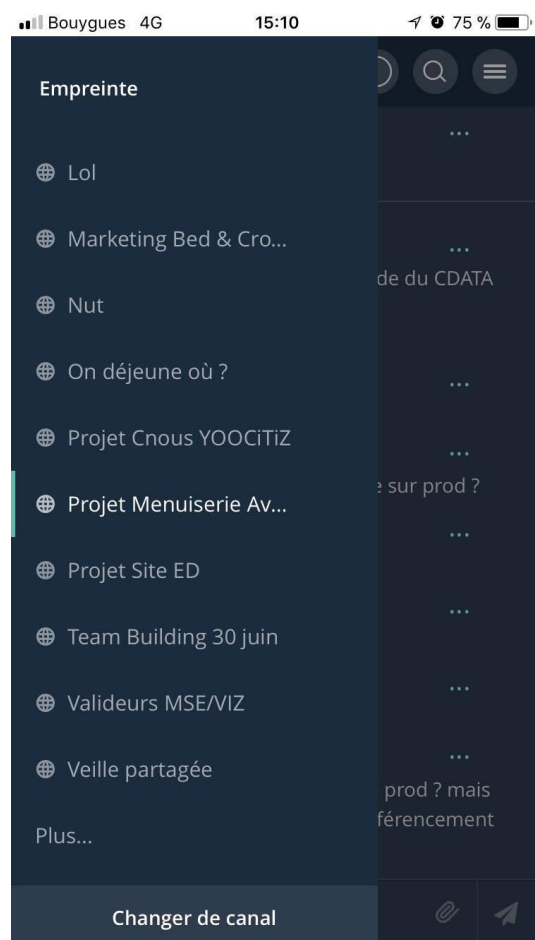 Bouygues 4G 15:10 75 %
Empreinte
...
Lol
Marketing Bed & Cro...
...
de du CDATA
Nut
On déjeune où ?
...
Projet Cnous YOOCiTiZ
...
e sur prod ?
Projet Menuiserie Av...
...
Projet Site ED
...
Team Building 30 juin
...
Valideurs MSE/VIZ
...
Veille partagée
prod ? mais
férencement
Plus...
Changer de canal